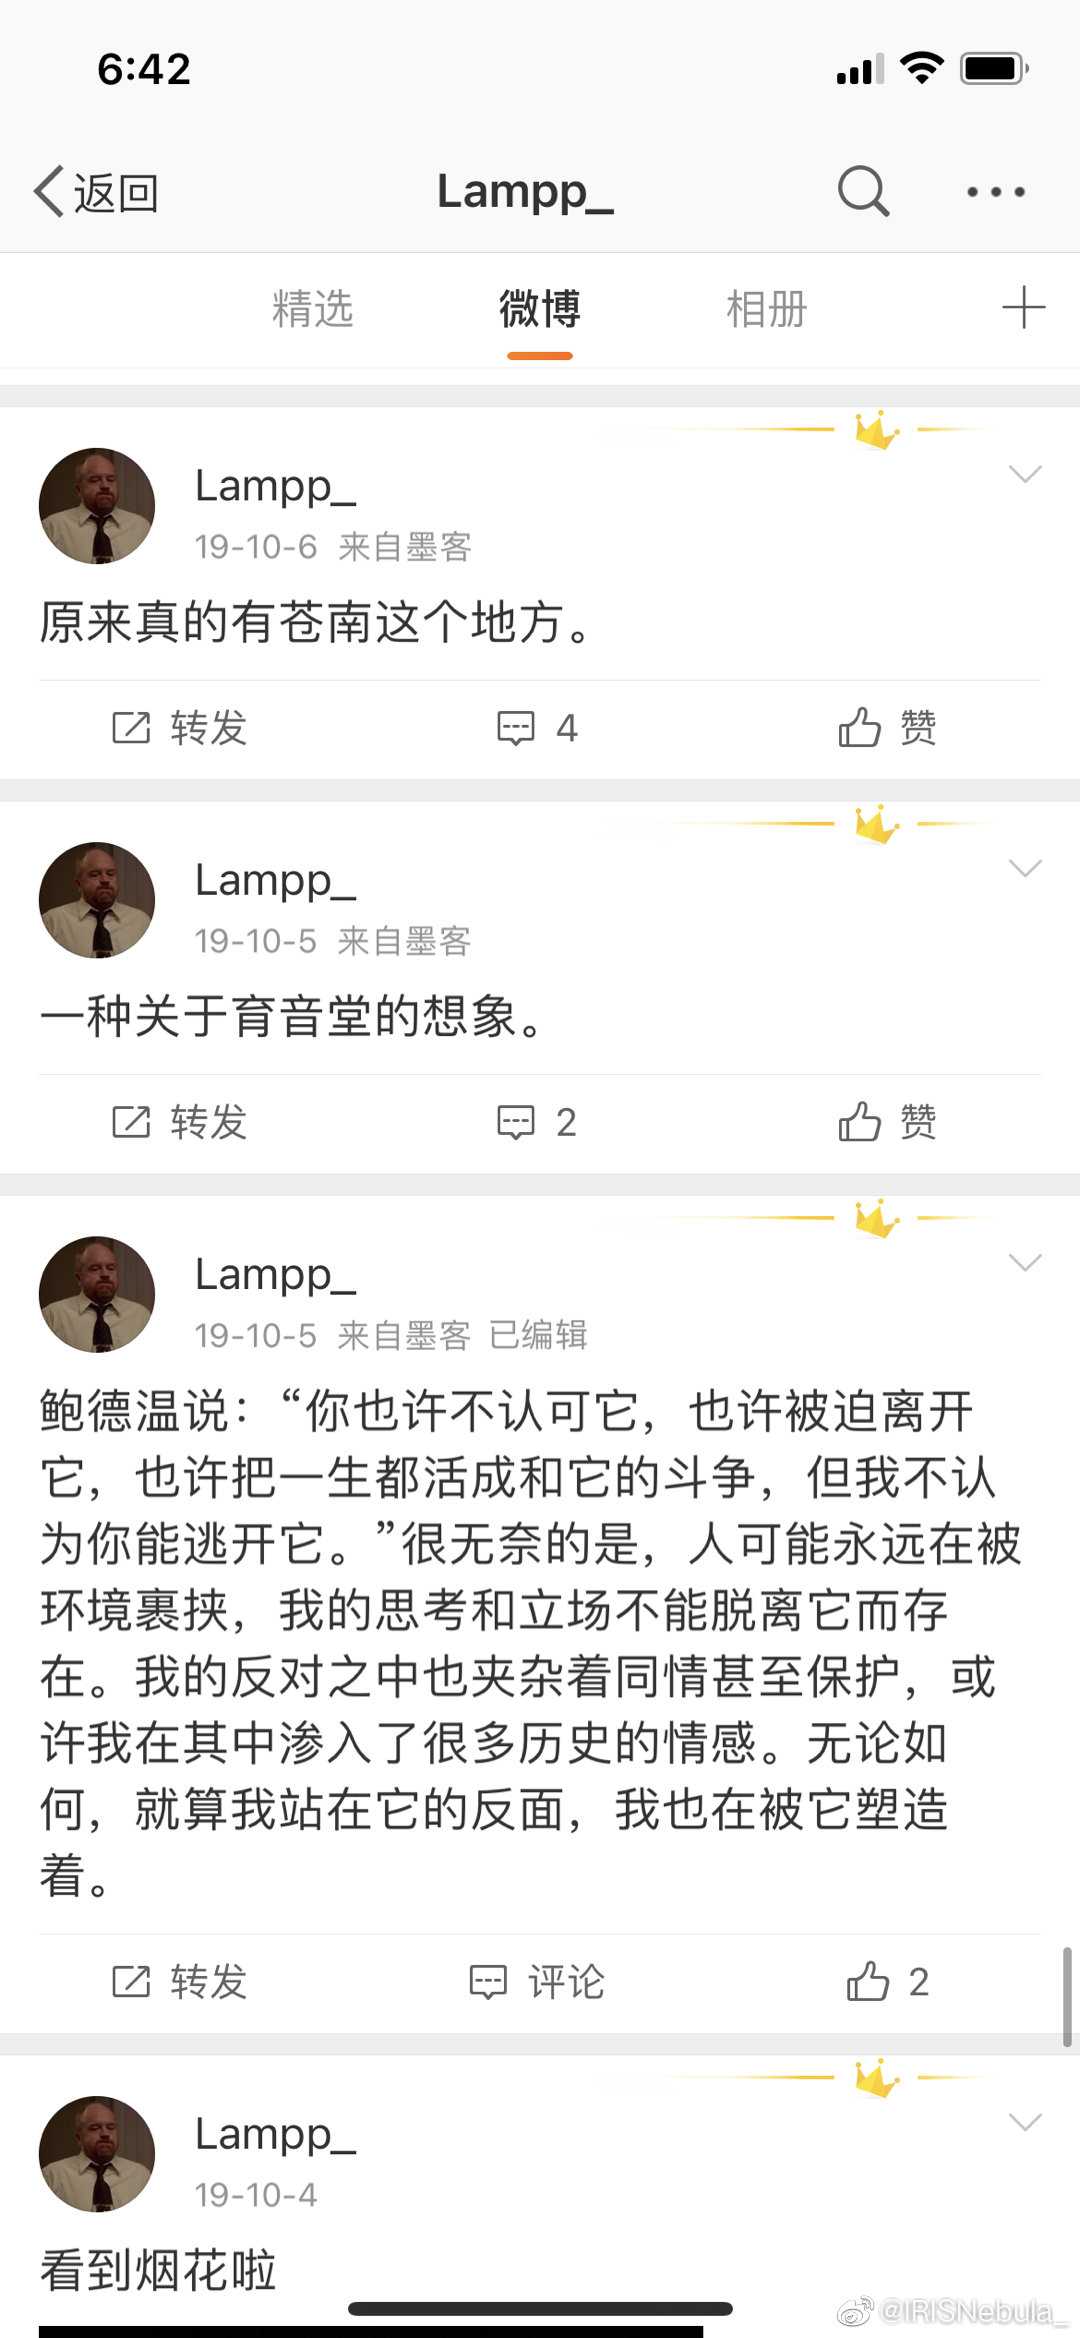 6:42
返回
Lampp_
精选
微博
相册
Lampp_
19-10-6 来自墨客
原来真的有苍南这个地方。
转发
4
赞
Lampp_
19-10-5 来自墨客
一种关于育音堂的想象。
转发
2
赞
Lampp_
19-10-5 来自墨客 已编辑
鲍德温说：“你也许不认可它，也许被迫离开
它，也许把一生都活成和它的斗争，但我不认
为你能逃开它。”很无奈的是，人可能永远在被
环境裹挟，我的思考和立场不能脱离它而存
在。我的反对之中也夹杂着同情甚至保护，或
许我在其中渗入了很多历史的情感。无论如
何，就算我站在它的反面，我也在被它塑造
着。
转发
评论
2
Lampp_
19-10-4
看到烟花啦
@IRISNebula_